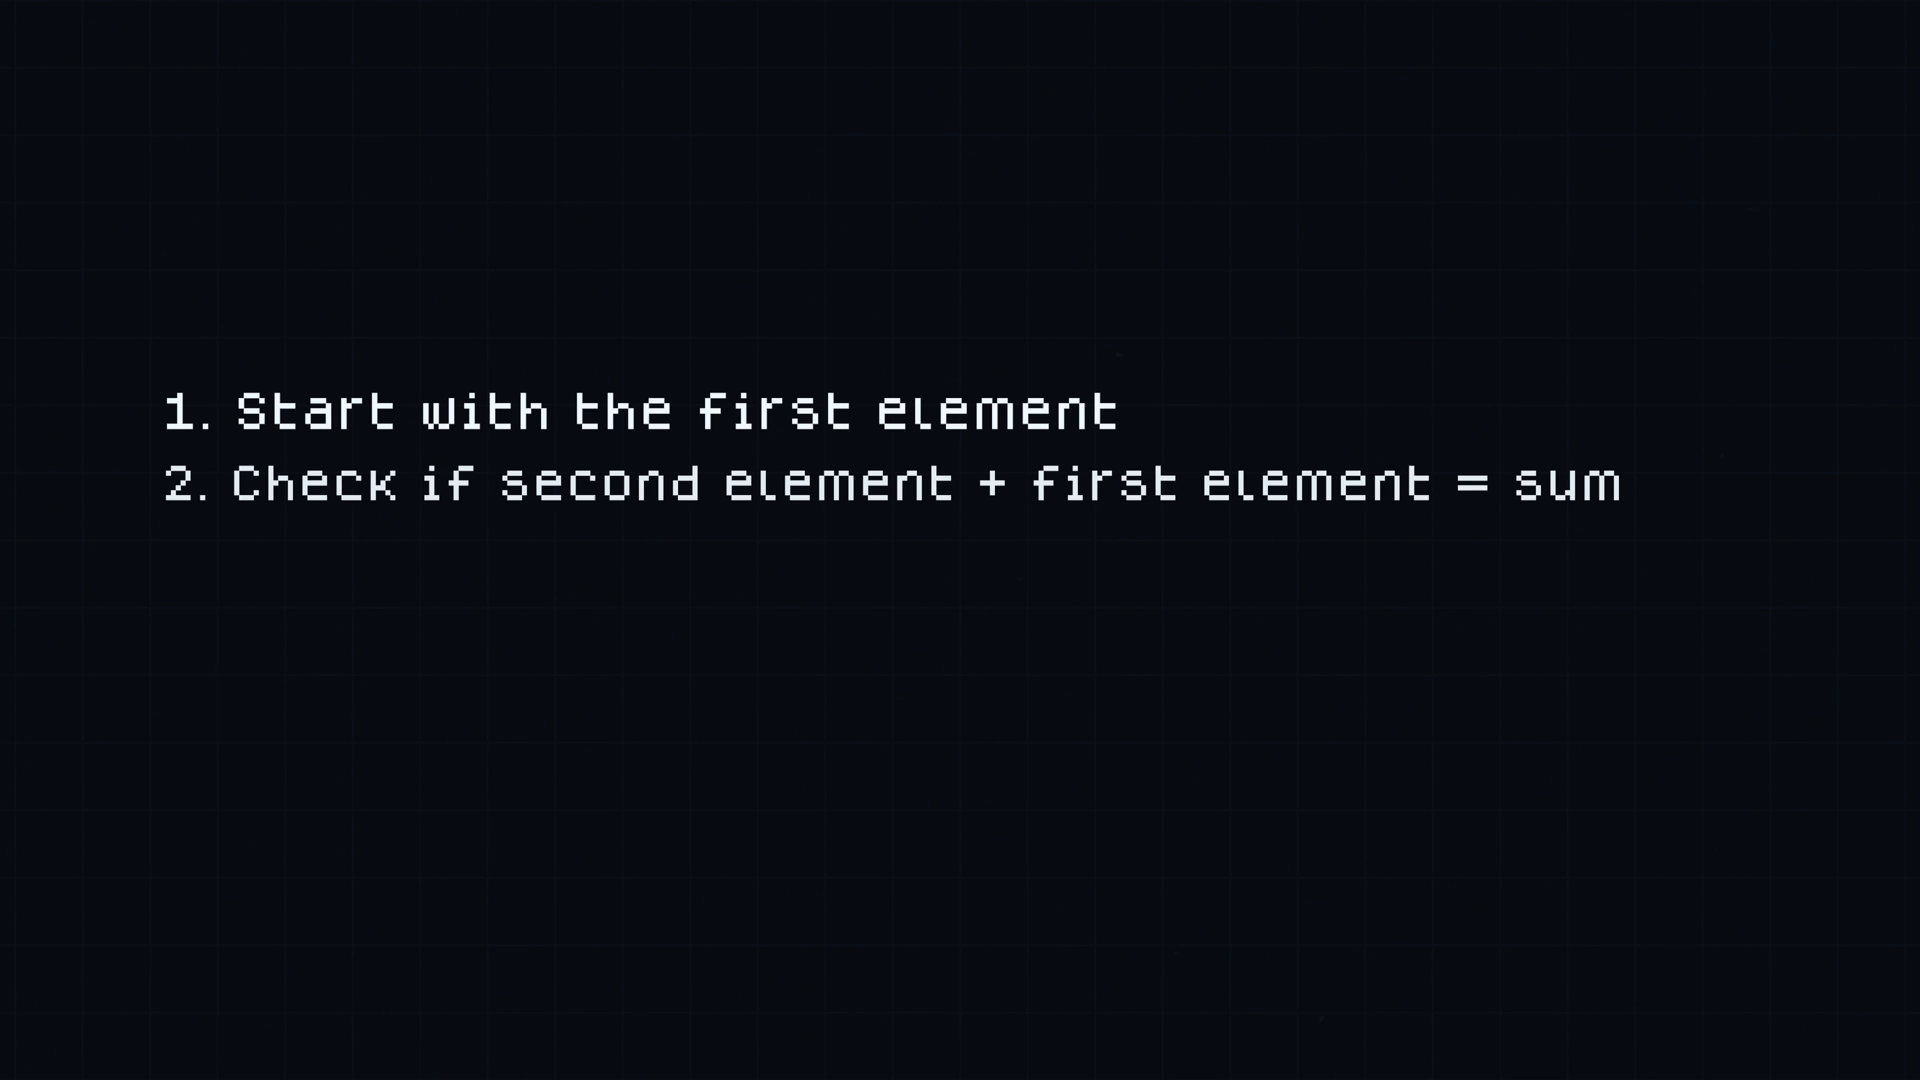 1. Start with the first element
2. Check if second element + first element = sum